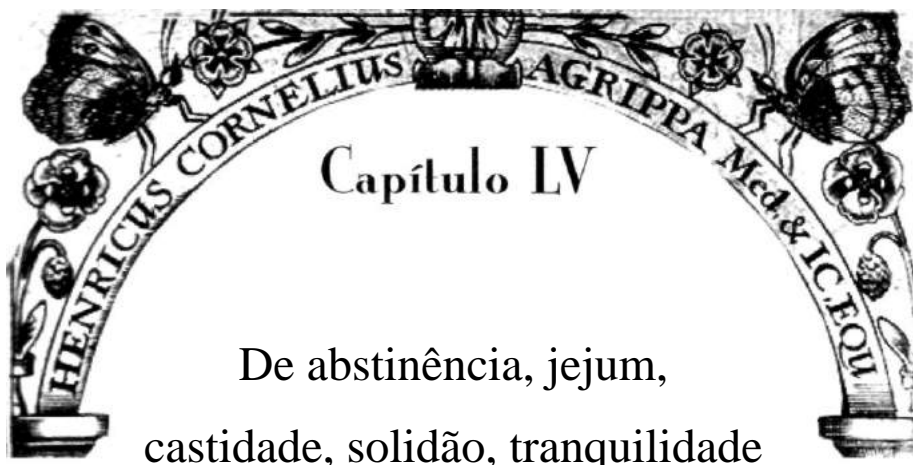 HENRICUS CORNELIUS AGRIPPA Med. & IC. EQU
Capítulo LV
De abstinência, jejum,
castidade, solidão, tranquilidade